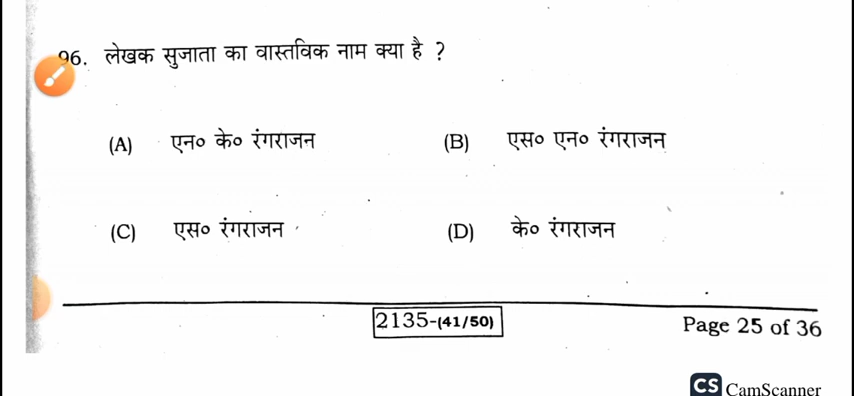 96. लेखक सुजाता का वास्तविक नाम क्या है ?
(A) एन० के० रंगराजन (B) एस० एन० रंगराजन
(C) एस० रंगराजन (D) के० रंगराजन
2135-(41/50) Page 25 of 36
CS CamScanner